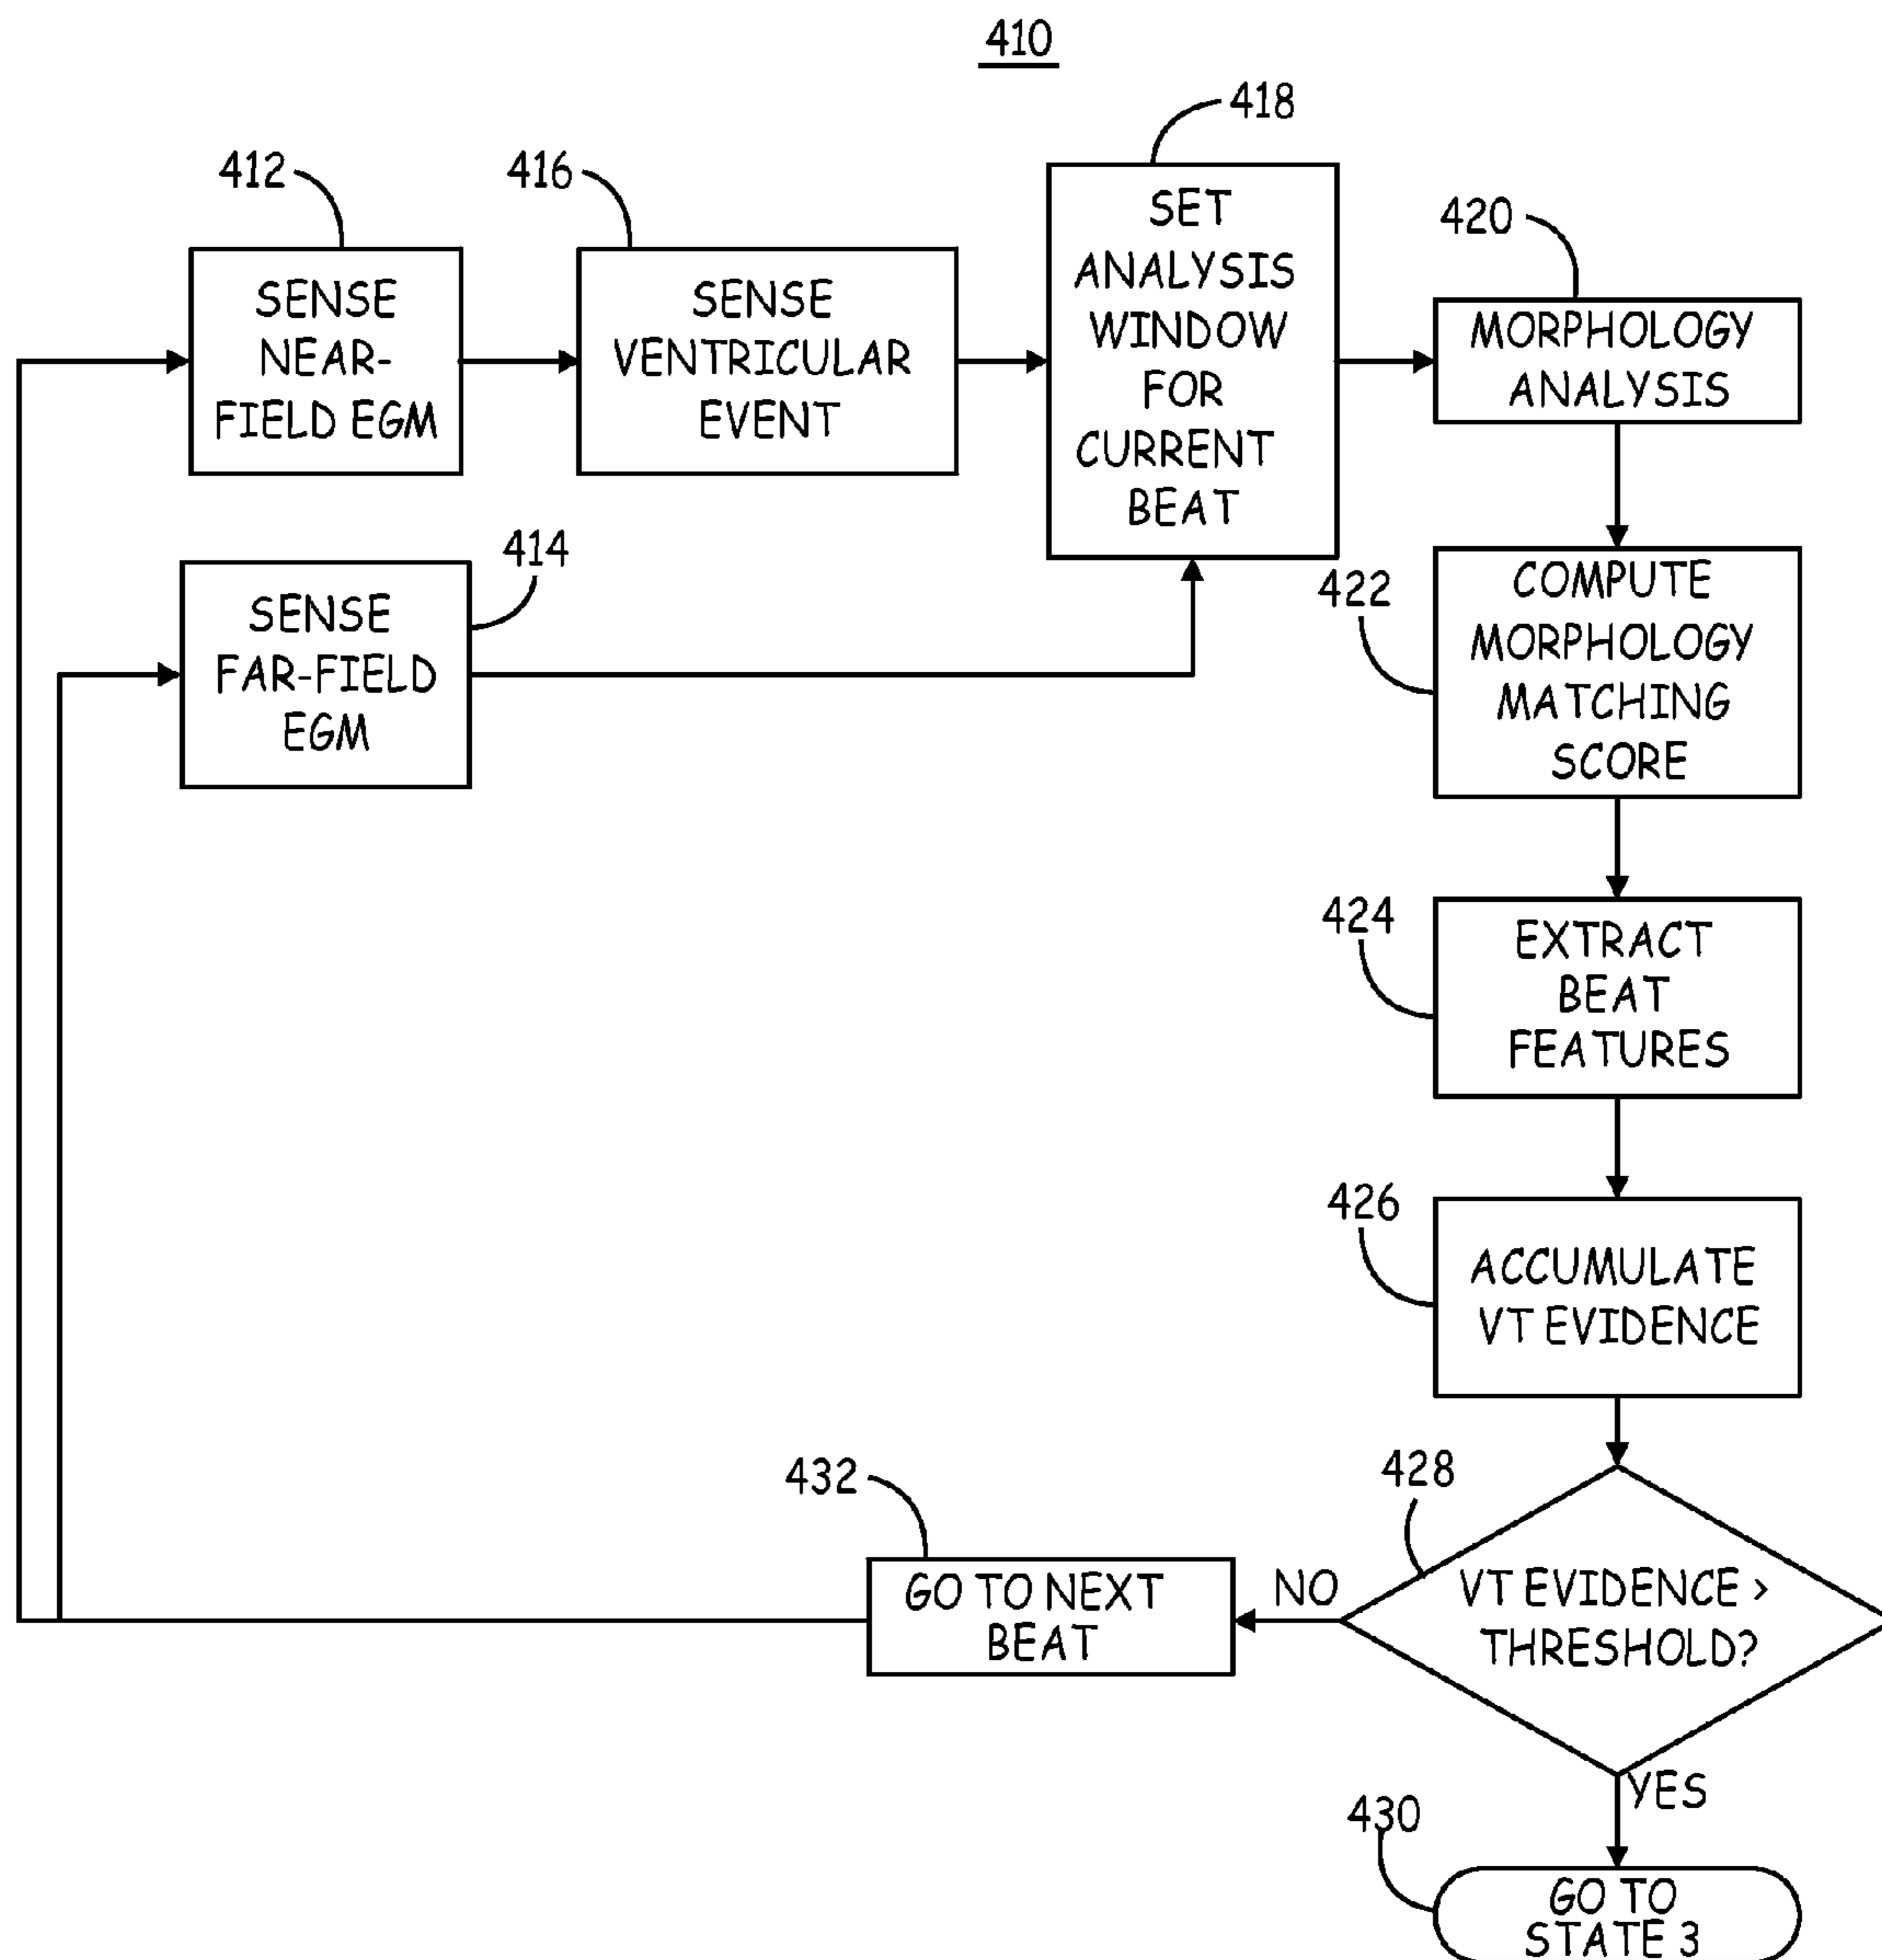 410
418
412
416
SET
ANALYSIS
WINDOW
FOR
CURRENT
BEAT
420
SENSE
NEAR-
FIELD EGM
SENSE
VENTRICULAR
EVENT
MORPHOLOGY
ANALYSIS
414
SENSE
FAR-FIELD
EGM
422
COMPUTE
MORPHOLOGY
MATCHING
SCORE
424
EXTRACT
BEAT
FEATURES
426
ACCUMULATE
VT EVIDENCE
428
432
VT EVIDENCE >
THRESHOLD?
NO
GO TO NEXT
BEAT
YES
430
GO TO
STATE 3